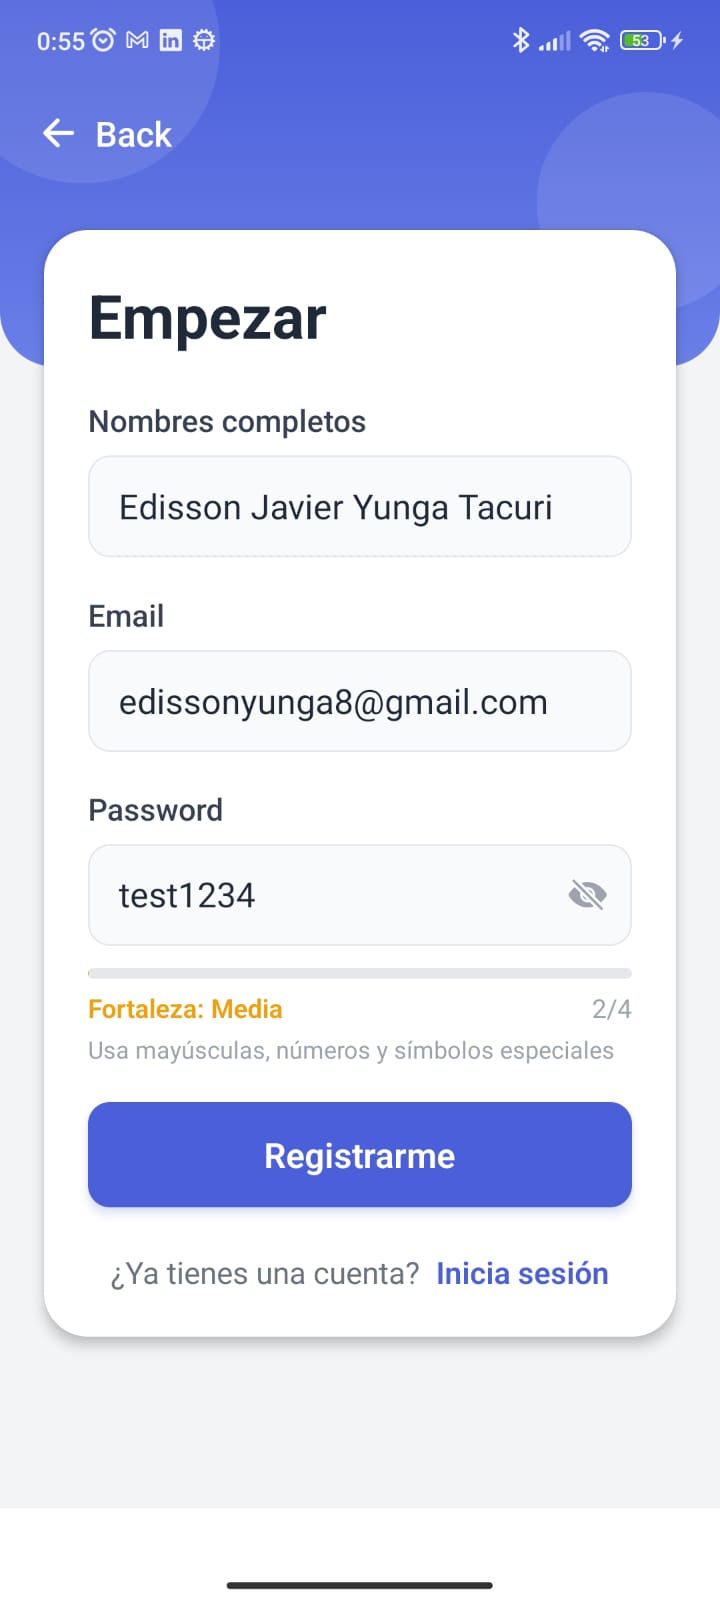 0:55
53
Back
Empezar
Nombres completos
Edisson Javier Yunga Tacuri
Email
edissonyunga8@gmail.com
Password
test1234
Fortaleza: Media 2/4
Usa mayúsculas, números y símbolos especiales
Registrarme
¿Ya tienes una cuenta? Inicia sesión